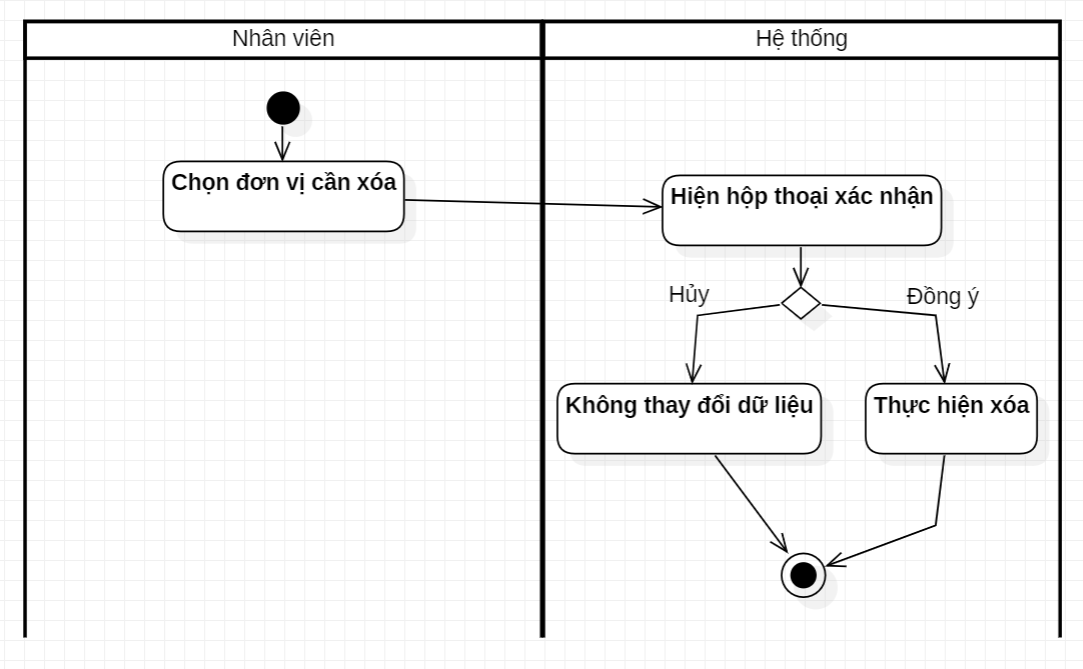 Nhân viên
Hệ thống
Chọn đơn vị cần xóa
Hiện hộp thoại xác nhận
Hủy
Đồng ý
Không thay đổi dữ liệu
Thực hiện xóa